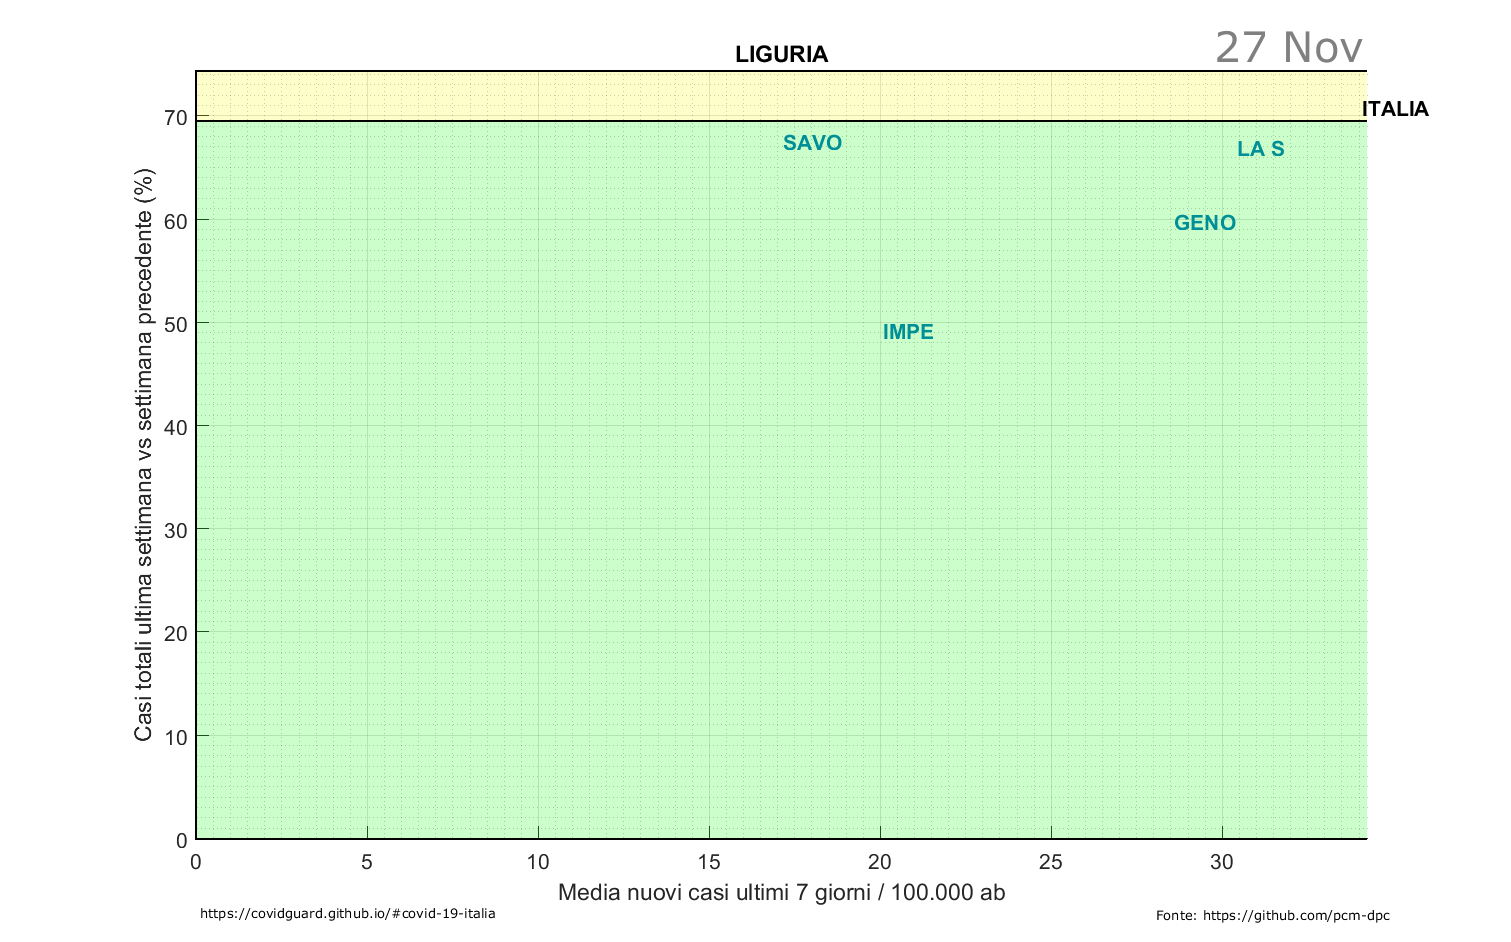 LIGURIA
27 Nov
ITALIA
SAVO
LA S
GENO
IMPE
Casi totali ultima settimana vs settimana precedente (%)
70
60
50
40
30
20
10
0
0 5 10 15 20 25 30
Media nuovi casi ultimi 7 giorni / 100.000 ab
https://covidguard.github.io/#covid-19-italia
Fonte: https://github.com/pcm-dpc